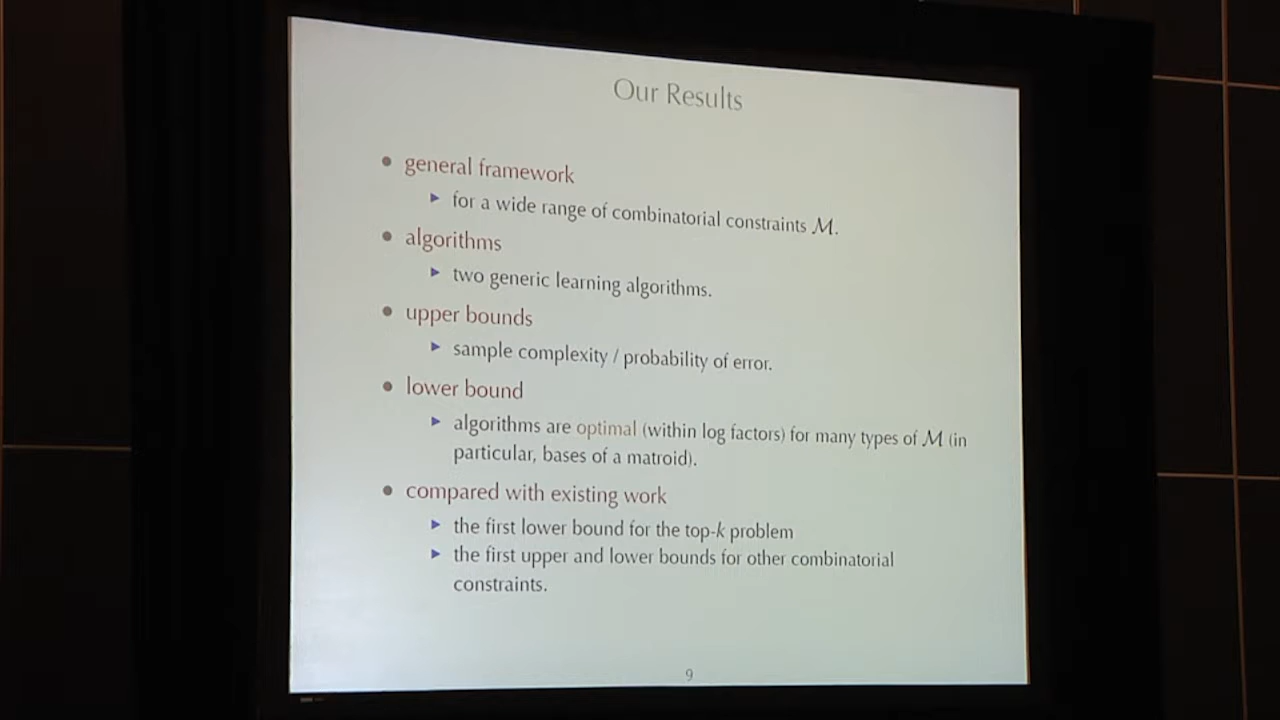 Our Results
• general framework
▶ for a wide range of combinatorial constraints ℳ.
• algorithms
▶ two generic learning algorithms.
• upper bounds
▶ sample complexity / probability of error.
• lower bound
▶ algorithms are optimal (within log factors) for many types of ℳ (in
particular, bases of a matroid).
• compared with existing work
▶ the first lower bound for the top-k problem
▶ the first upper and lower bounds for other combinatorial
constraints.
9